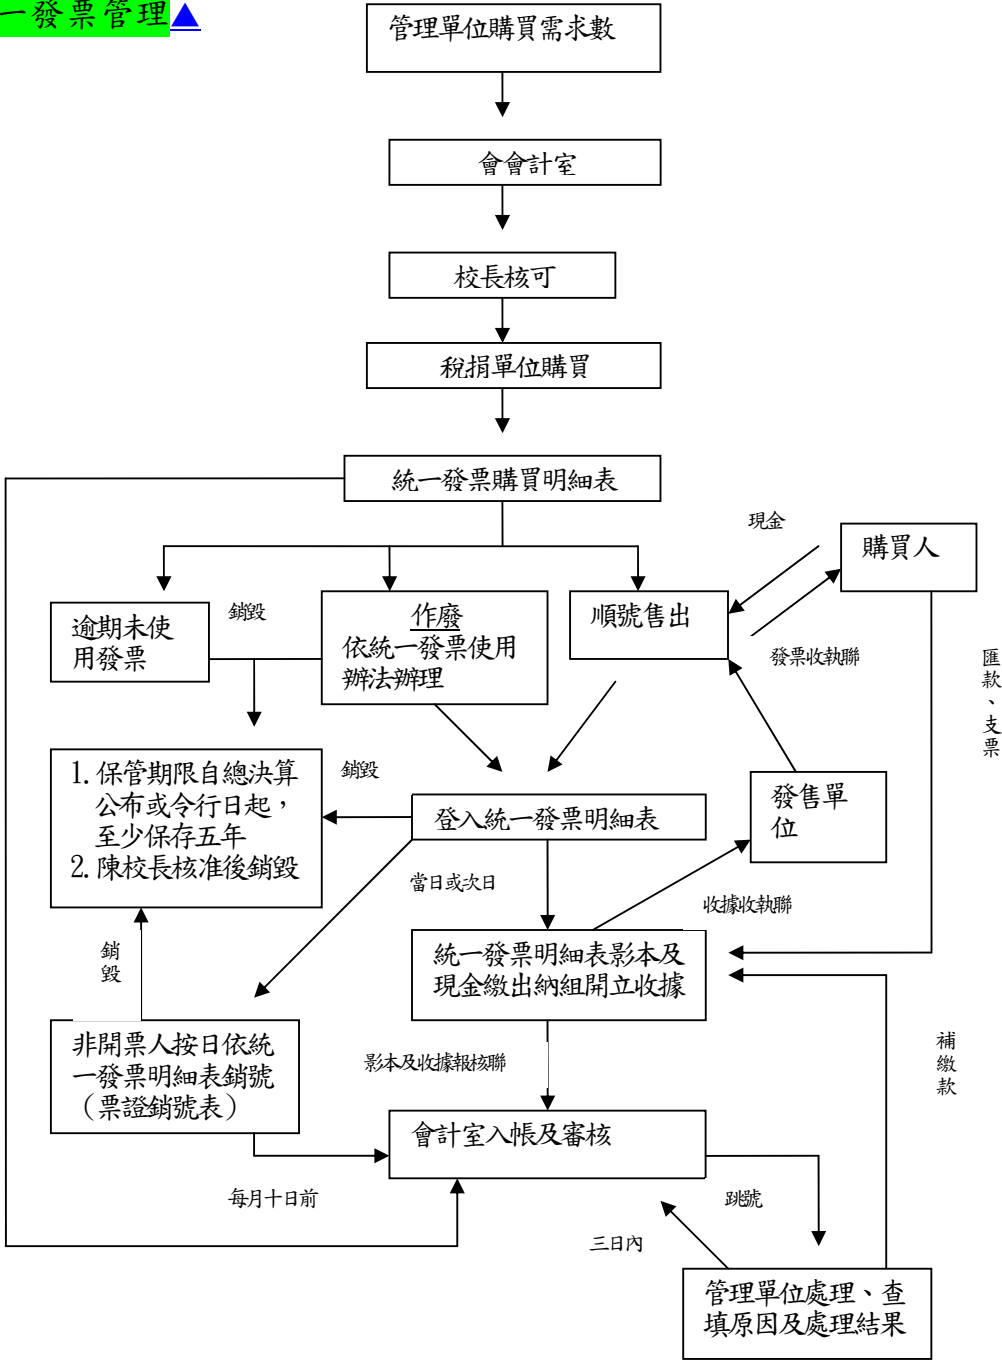 一發票管理▲
管理單位購買需求數
會會計室
校長核可
稅捐單位購買
統一發票購買明細表
現金
購買人
逾期未使
用發票
銷毀
作廢
依統一發票使用
辦法辦理
順號售出
發票收執聯
匯款、支票
1. 保管期限自總決算
公布或令行日起，
至少保存五年
2. 陳校長核准後銷毀
銷毀
登入統一發票明細表
發售單
位
當日或次日
收據收執聯
銷毀
統一發票明細表影本及
現金繳出納組開立收據
非開票人按日依統
一發票明細表銷號
（票證銷號表）
影本及收據報核聯
補繳款
會計室入帳及審核
每月十日前
跳號
三日內
管理單位處理、查
填原因及處理結果